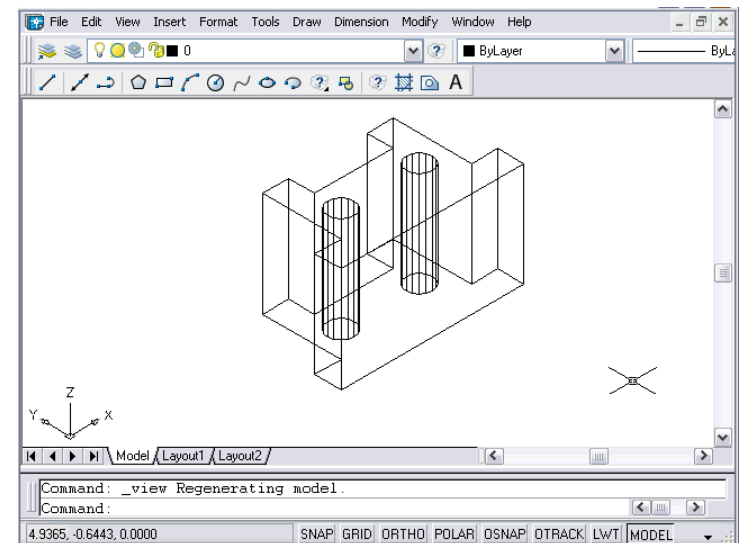 File Edit View Insert Format Tools Draw Dimension Modify Window Help
0 ByLayer ByLa
A
Z
Y X
Model Layout1 Layout2
Command: _view Regenerating model.
Command:
4.9365, -0.6443, 0.0000 SNAP GRID ORTHO POLAR OSNAP OTRACK LWT MODEL